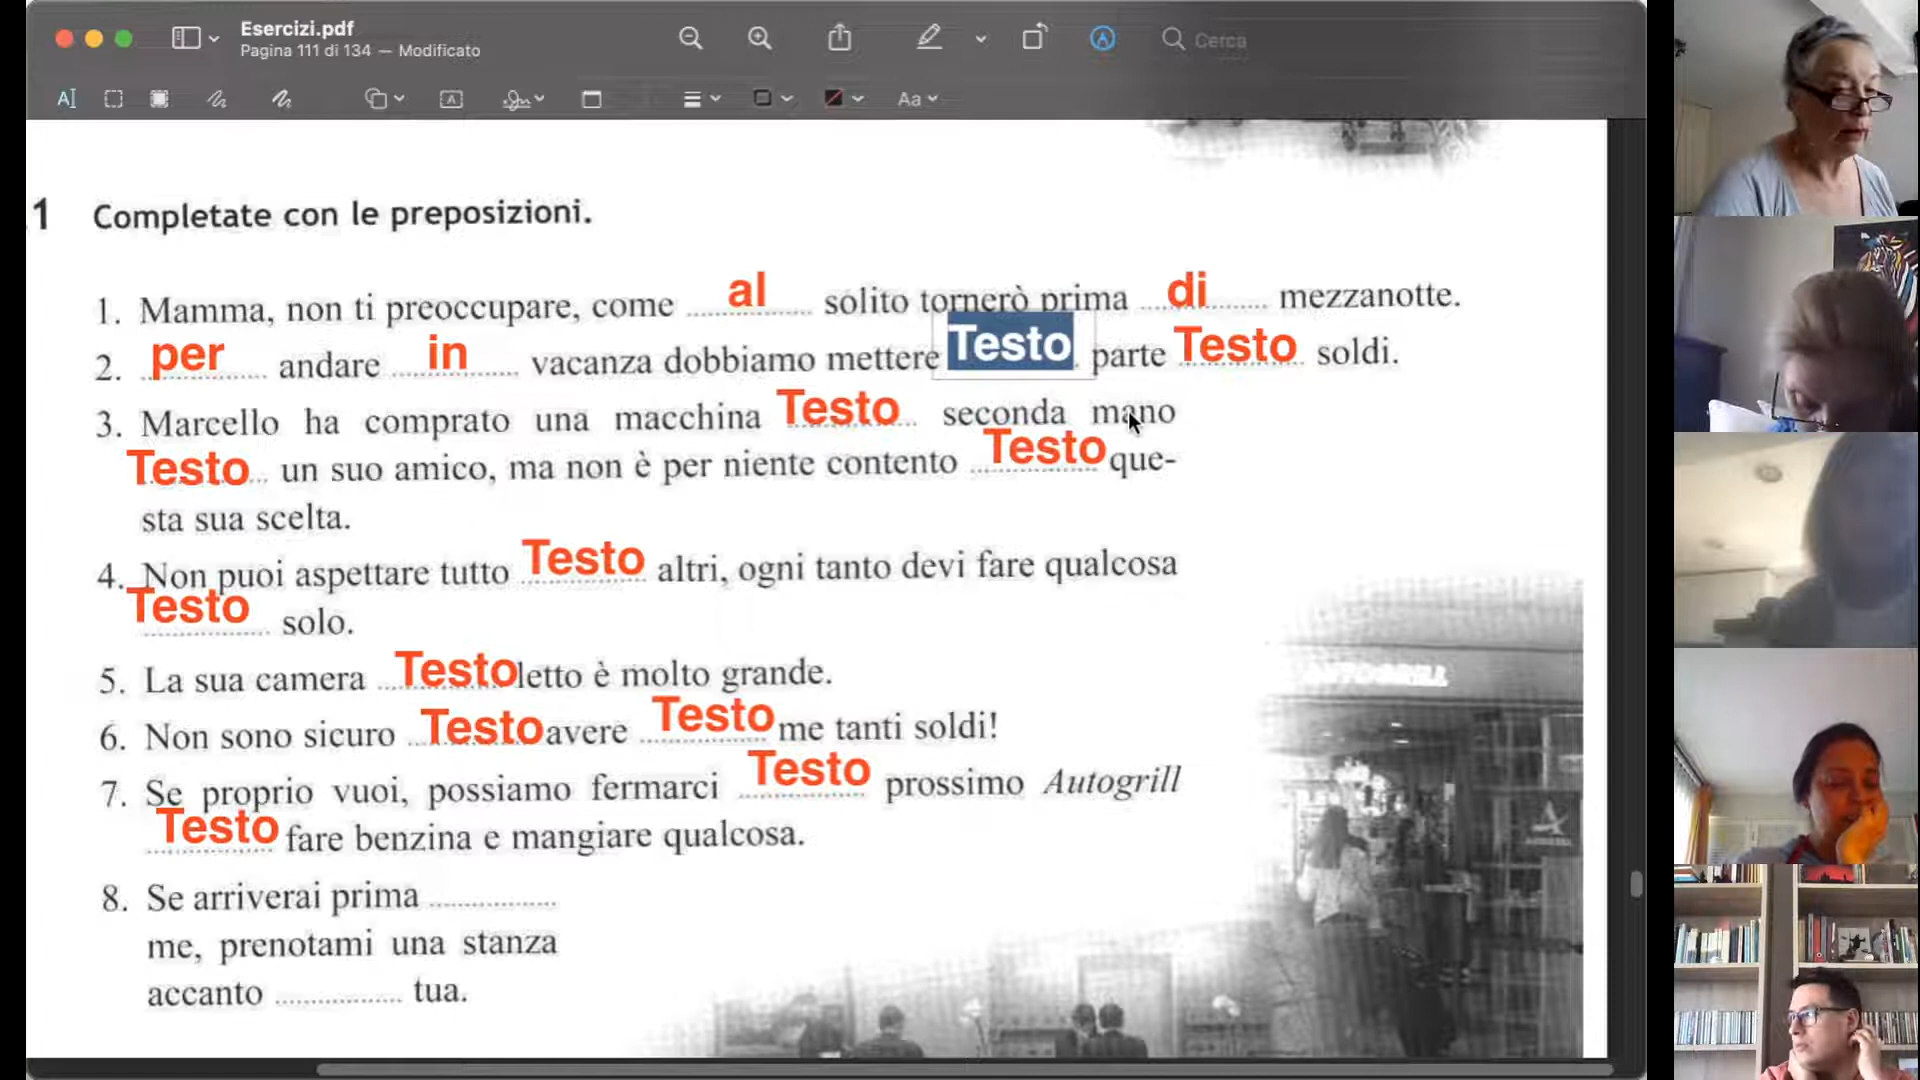 Esercizi.pdf
Pagina 111 di 134 — Modificato
Cerca
Aa
1 Completate con le preposizioni.
1. Mamma, non ti preoccupare, come al solito tornerò prima di mezzanotte.
2. per andare in vacanza dobbiamo mettere Testo parte Testo soldi.
3. Marcello ha comprato una macchina Testo seconda mano
Testo un suo amico, ma non è per niente contento Testo que-
sta sua scelta.
4. Non puoi aspettare tutto Testo altri, ogni tanto devi fare qualcosa
Testo solo.
5. La sua camera Testo letto è molto grande.
6. Non sono sicuro Testo avere Testo me tanti soldi!
7. Se proprio vuoi, possiamo fermarci Testo prossimo Autogrill
Testo fare benzina e mangiare qualcosa.
8. Se arriverai prima ................
me, prenotami una stanza
accanto ................ tua.